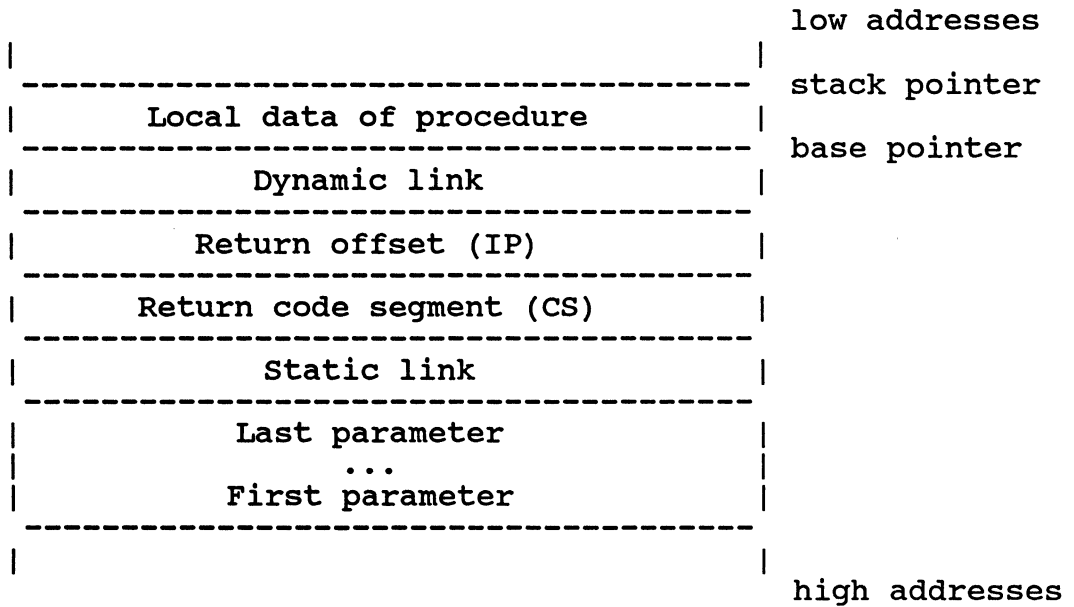 low addresses
stack pointer
Local data of procedure
base pointer
Dynamic link
Return offset (IP)
Return code segment (CS)
Static link
Last parameter
...
First parameter
high addresses